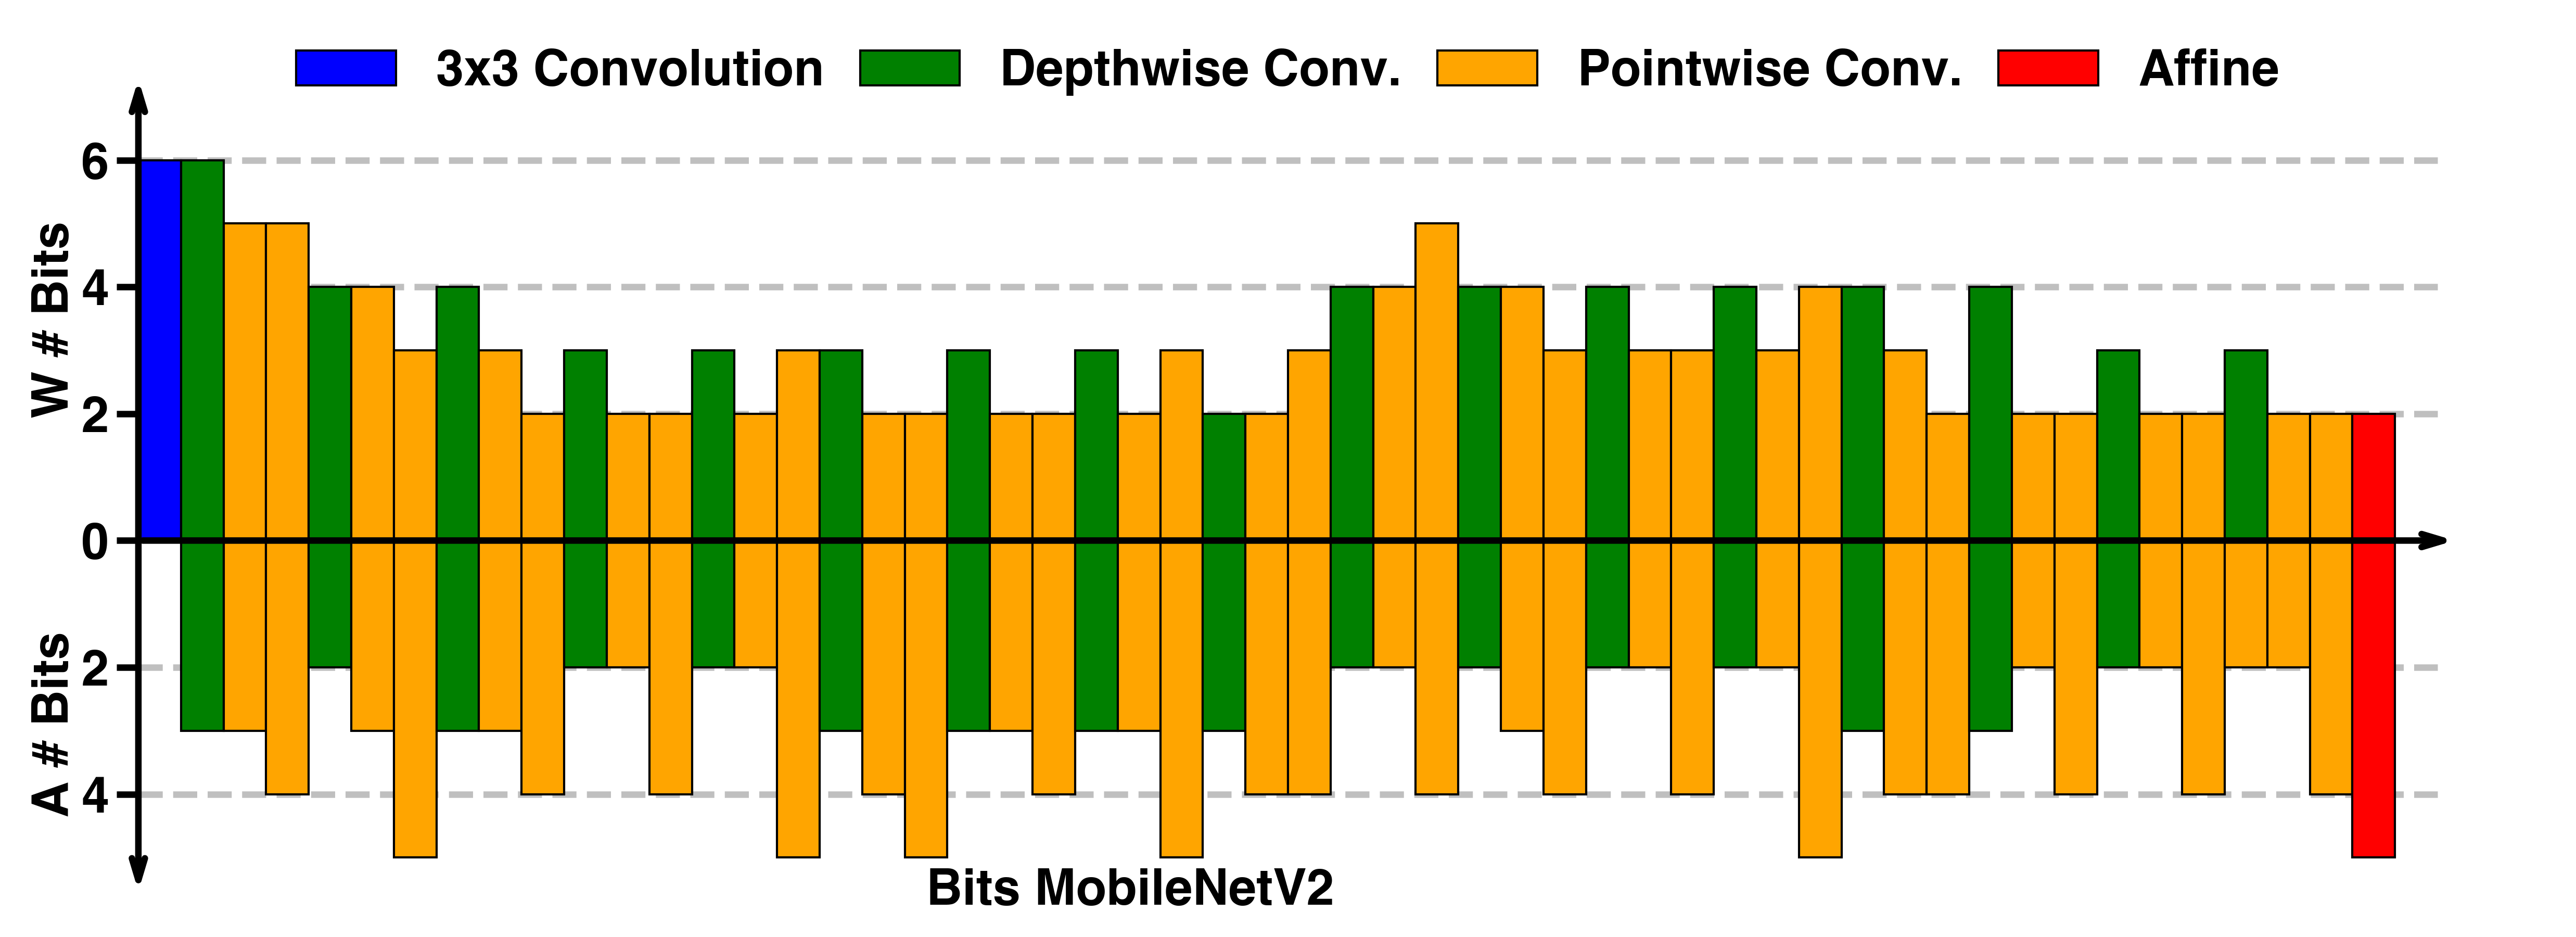 3x3 Convolution Depthwise Conv. Pointwise Conv. Affine
W # Bits
6
4
2
0
A # Bits
2
4
Bits MobileNetV2